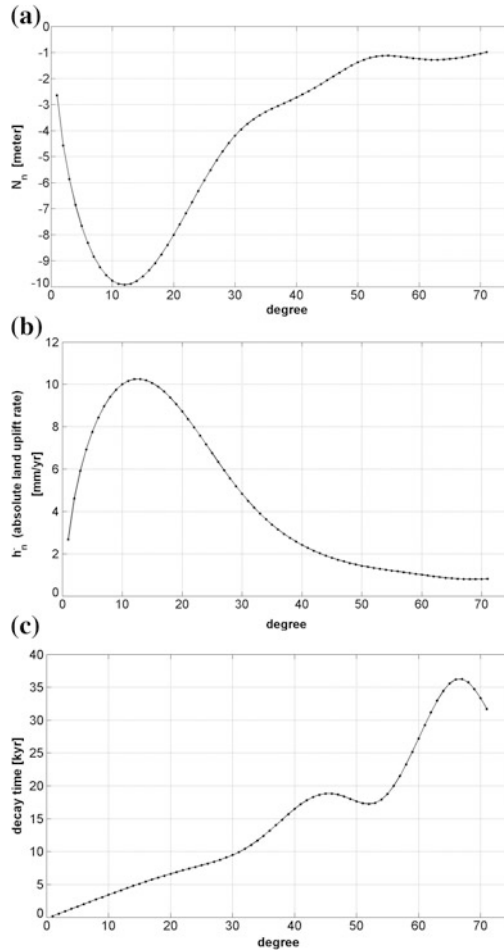 (a)
0
-1
-2
-3
-4
-5
-6
-7
-8
-9
-10
N_n [meter]
0 10 20 30 40 50 60 70
degree
(b)
12
10
8
6
4
2
0
ḣ_n (absolute land uplift rate)
[mm/yr]
0 10 20 30 40 50 60 70
degree
(c)
40
35
30
25
20
15
10
5
0
decay time [kyr]
0 10 20 30 40 50 60 70
degree